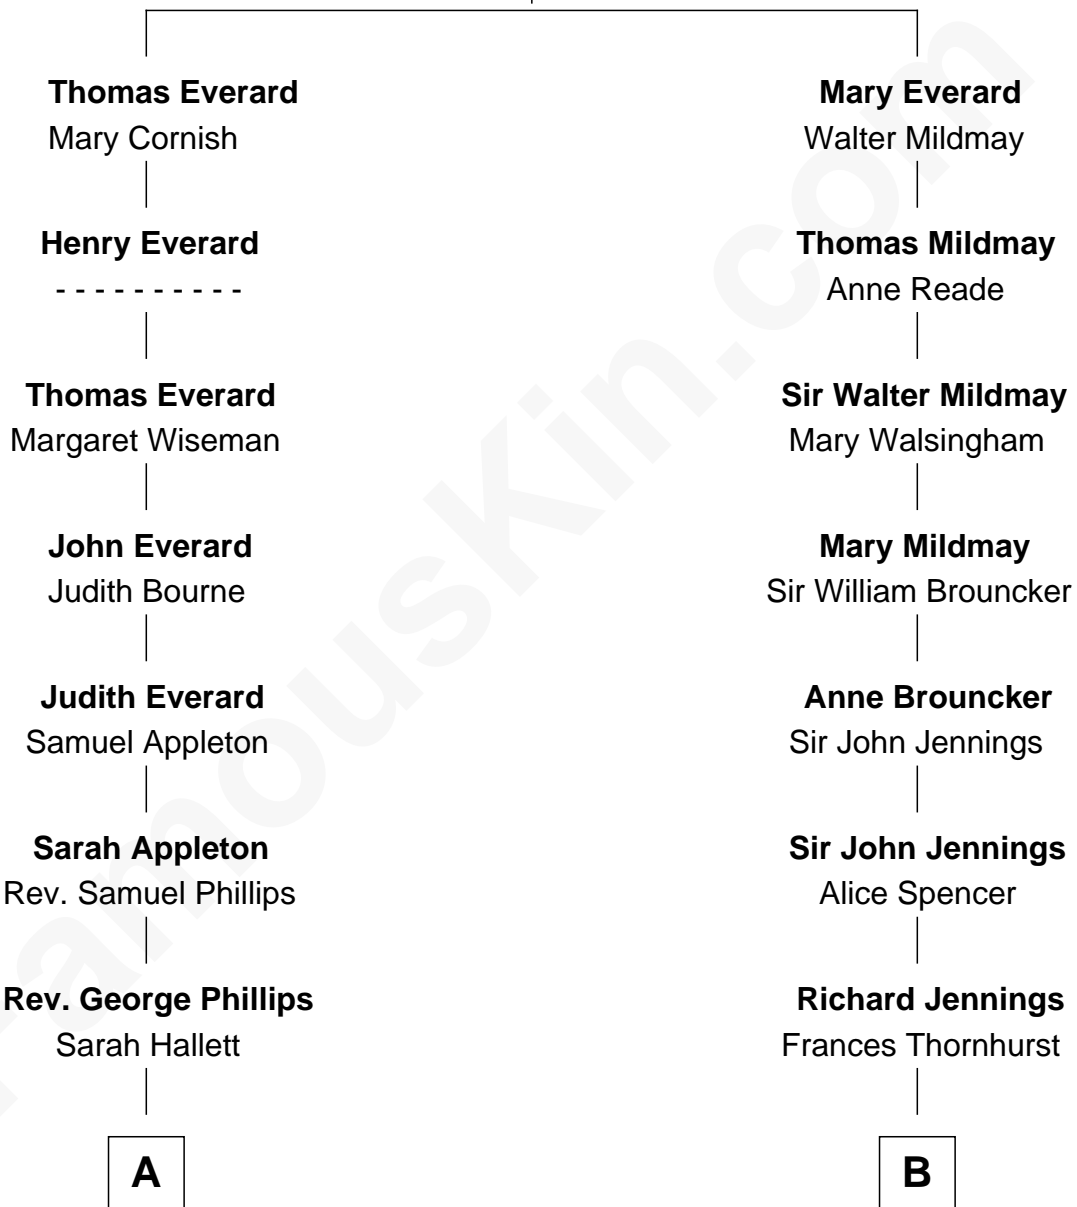 Thomas Everard
Mary Cornish
Mary Everard
Walter Mildmay
Henry Everard
- - - - - - - - - -
Thomas Mildmay
Anne Reade
Thomas Everard
Margaret Wiseman
Sir Walter Mildmay
Mary Walsingham
John Everard
Judith Bourne
Mary Mildmay
Sir William Brouncker
Judith Everard
Samuel Appleton
Anne Brouncker
Sir John Jennings
Sarah Appleton
Rev. Samuel Phillips
Sir John Jennings
Alice Spencer
Rev. George Phillips
Sarah Hallett
Richard Jennings
Frances Thornhurst
A
B
FamousKin.com